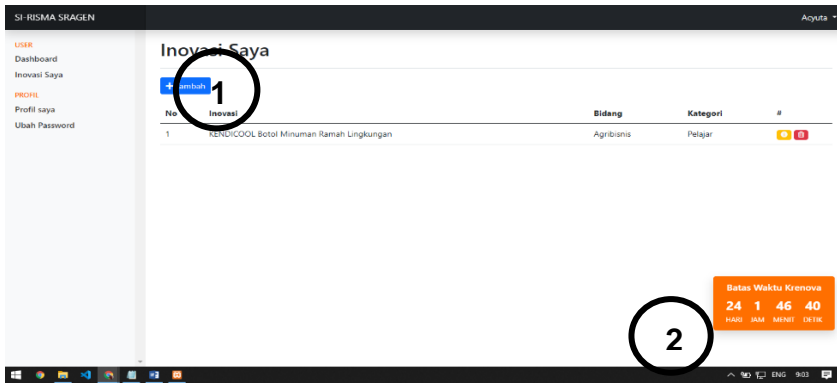 SI-RISMA SRAGEN
Acyuta
USER
Dashboard
Inovasi Saya
PROFIL
Profil saya
Ubah Password
Inovasi Saya
+ Tambah
1
No Inovasi Bidang Kategori #
1 KENDICOOL Botol Minuman Ramah Lingkungan Agribisnis Pelajar
Batas Waktu Krenova
24 1 46 40
HARI JAM MENIT DETIK
2
ENG 9:03